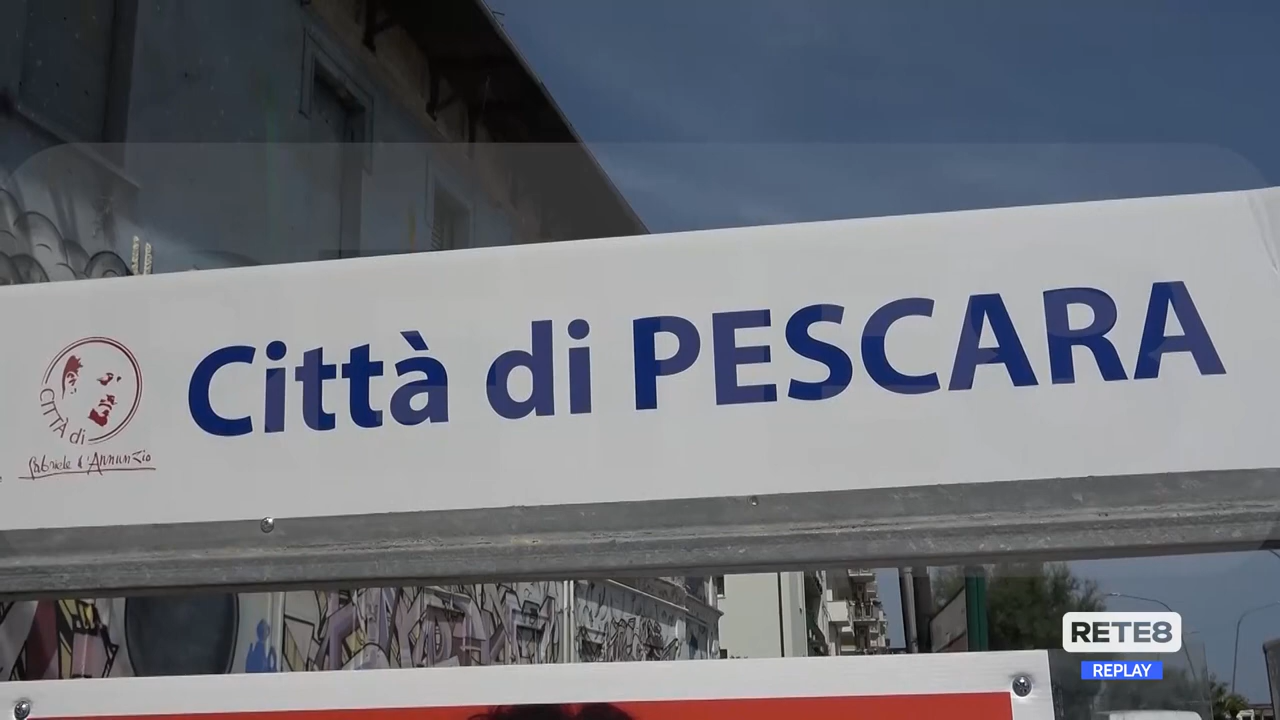 Città di PESCARA
CITTÀ di
Gabriele d'Annunzio
RETE8
REPLAY